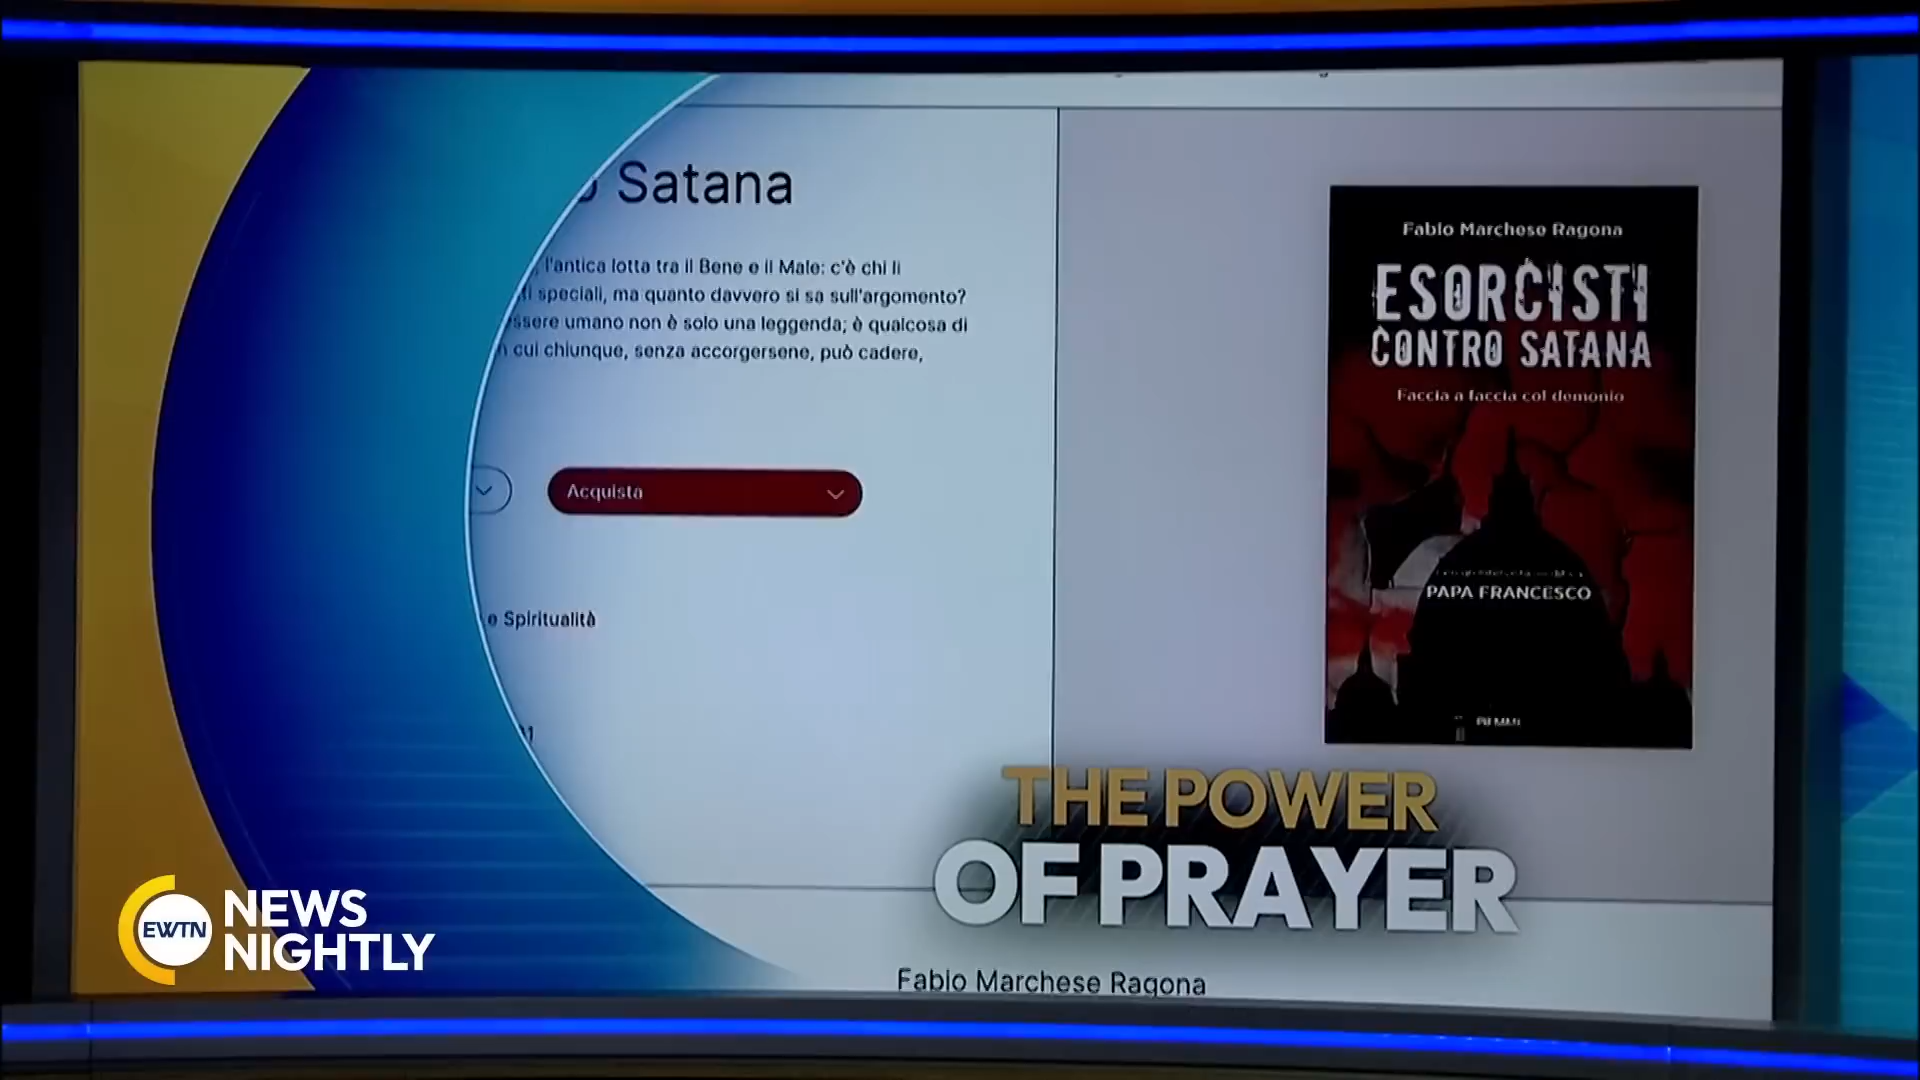 Satana
l'antica lotta tra il Bene e il Male: c'è chi li
speciali, ma quanto davvero si sa sull'argomento?
essere umano non è solo una leggenda; è qualcosa di
cui chiunque, senza accorgersene, può cadere,
Acquista
e Spiritualità
Fabio Marchese Ragona
ESORCISTI
CONTRO SATANA
Faccia a faccia col demonio
PAPA FRANCESCO
PIEMME
THE POWER
OF PRAYER
Fabio Marchese Ragona
EWTN
NEWS
NIGHTLY